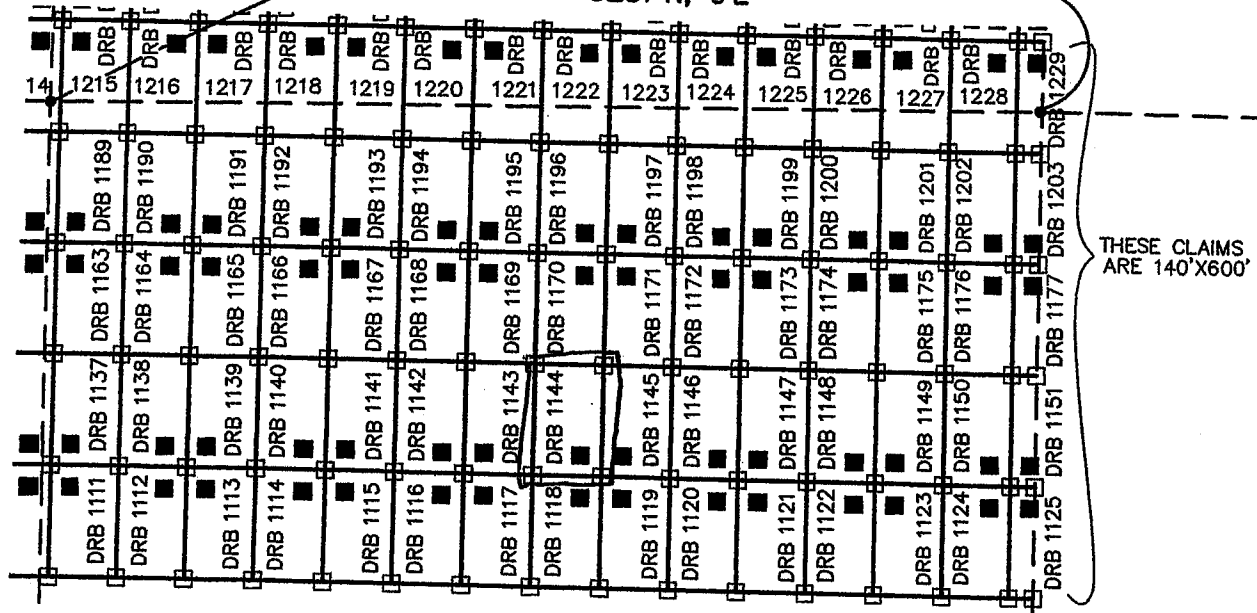 DRB 1215 DRB 1216 DRB 1217 DRB 1218 DRB 1219 DRB 1220 DRB 1221 DRB 1222 DRB 1223 DRB 1224 DRB 1225 DRB 1226 DRB 1227 DRB 1228 DRB 1229
14
DRB 1189 DRB 1190 DRB 1191 DRB 1192 DRB 1193 DRB 1194 DRB 1195 DRB 1196 DRB 1197 DRB 1198 DRB 1199 DRB 1200 DRB 1201 DRB 1202 DRB 1203
DRB 1163 DRB 1164 DRB 1165 DRB 1166 DRB 1167 DRB 1168 DRB 1169 DRB 1170 DRB 1171 DRB 1172 DRB 1173 DRB 1174 DRB 1175 DRB 1176 DRB 1177
THESE CLAIMS
ARE 140'X600'
DRB 1137 DRB 1138 DRB 1139 DRB 1140 DRB 1141 DRB 1142 DRB 1143 DRB 1144 DRB 1145 DRB 1146 DRB 1147 DRB 1148 DRB 1149 DRB 1150 DRB 1151
DRB 1111 DRB 1112 DRB 1113 DRB 1114 DRB 1115 DRB 1116 DRB 1117 DRB 1118 DRB 1119 DRB 1120 DRB 1121 DRB 1122 DRB 1123 DRB 1124 DRB 1125